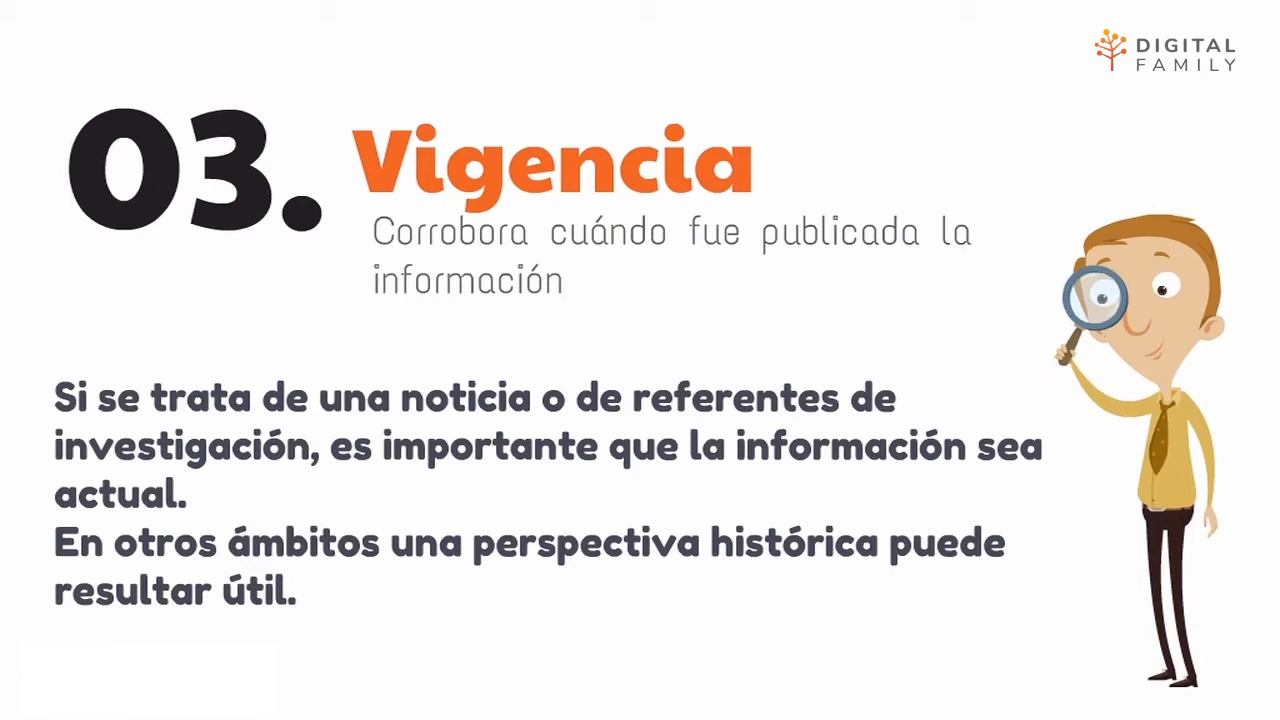 DIGITAL
FAMILY
03. Vigencia
Corrobora cuándo fue publicada la
información
Si se trata de una noticia o de referentes de
investigación, es importante que la información sea
actual.
En otros ámbitos una perspectiva histórica puede
resultar útil.